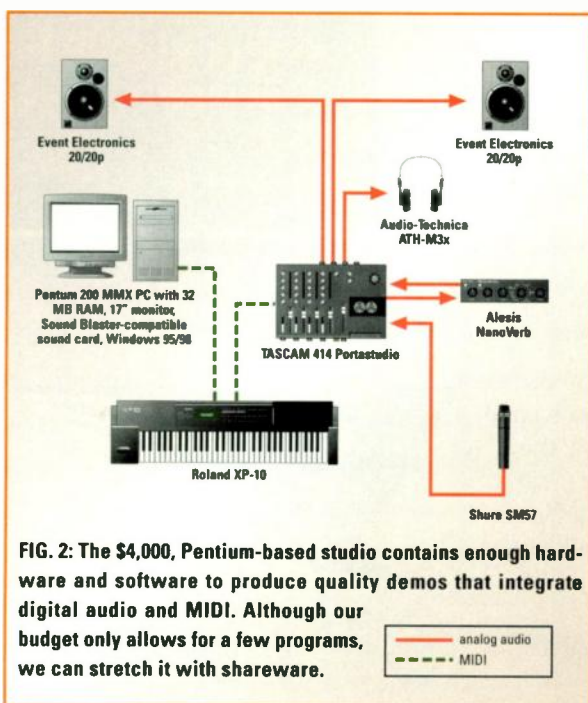 Event Electronics
20/20p
Event Electronics
20/20p
Audio-Technica
ATH-M3x
Pentum 200 MMX PC with 32
MB RAM, 17" monitor,
Sound Blaster-compatible
sound card, Windows 95/98
TASCAM 414 Portastudio
Alesis
NanoVerb
Roland XP-10
Shure SM57
FIG. 2: The $4,000, Pentium-based studio contains enough hard-
ware and software to produce quality demos that integrate
digital audio and MIDI. Although our
budget only allows for a few programs,
we can stretch it with shareware.
analog audio
MIDI